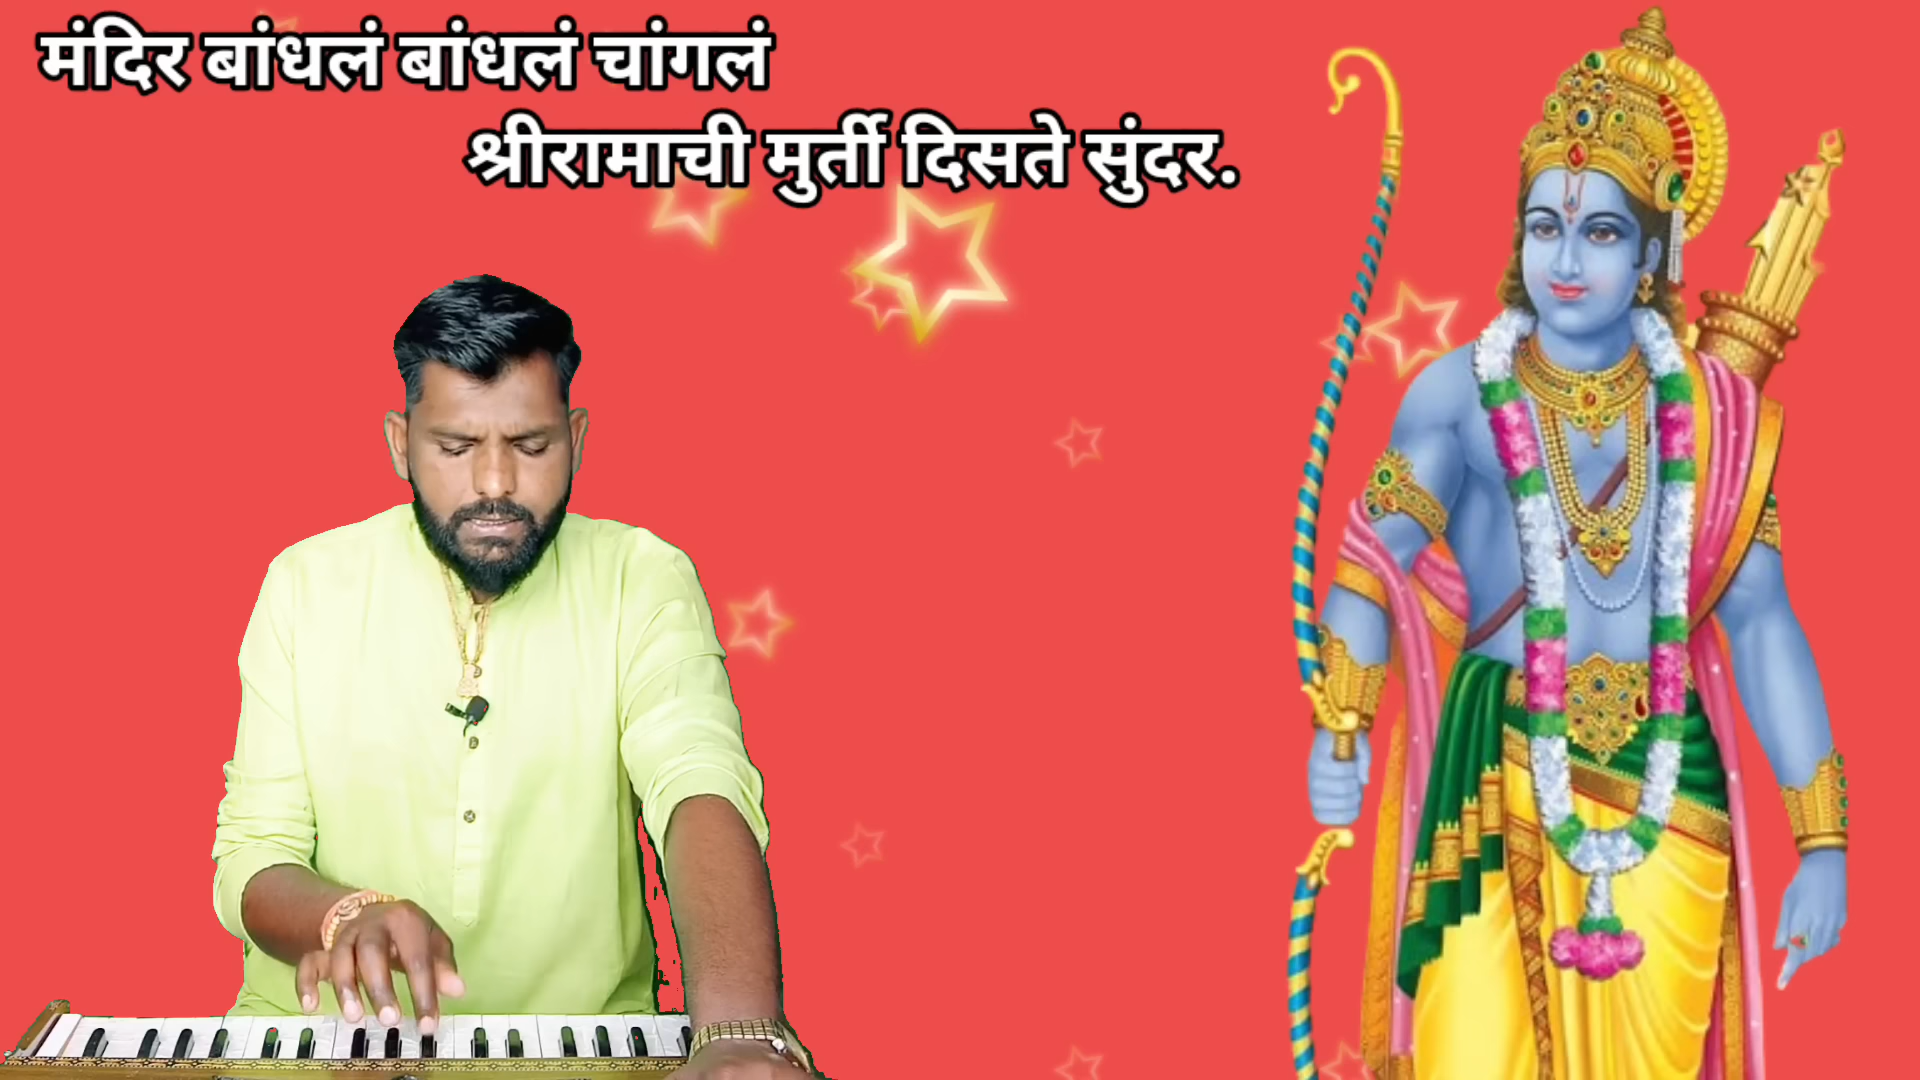 मंदिर बांधलं बांधलं चांगलं
श्रीरामाची मुर्ती दिसते सुंदर.